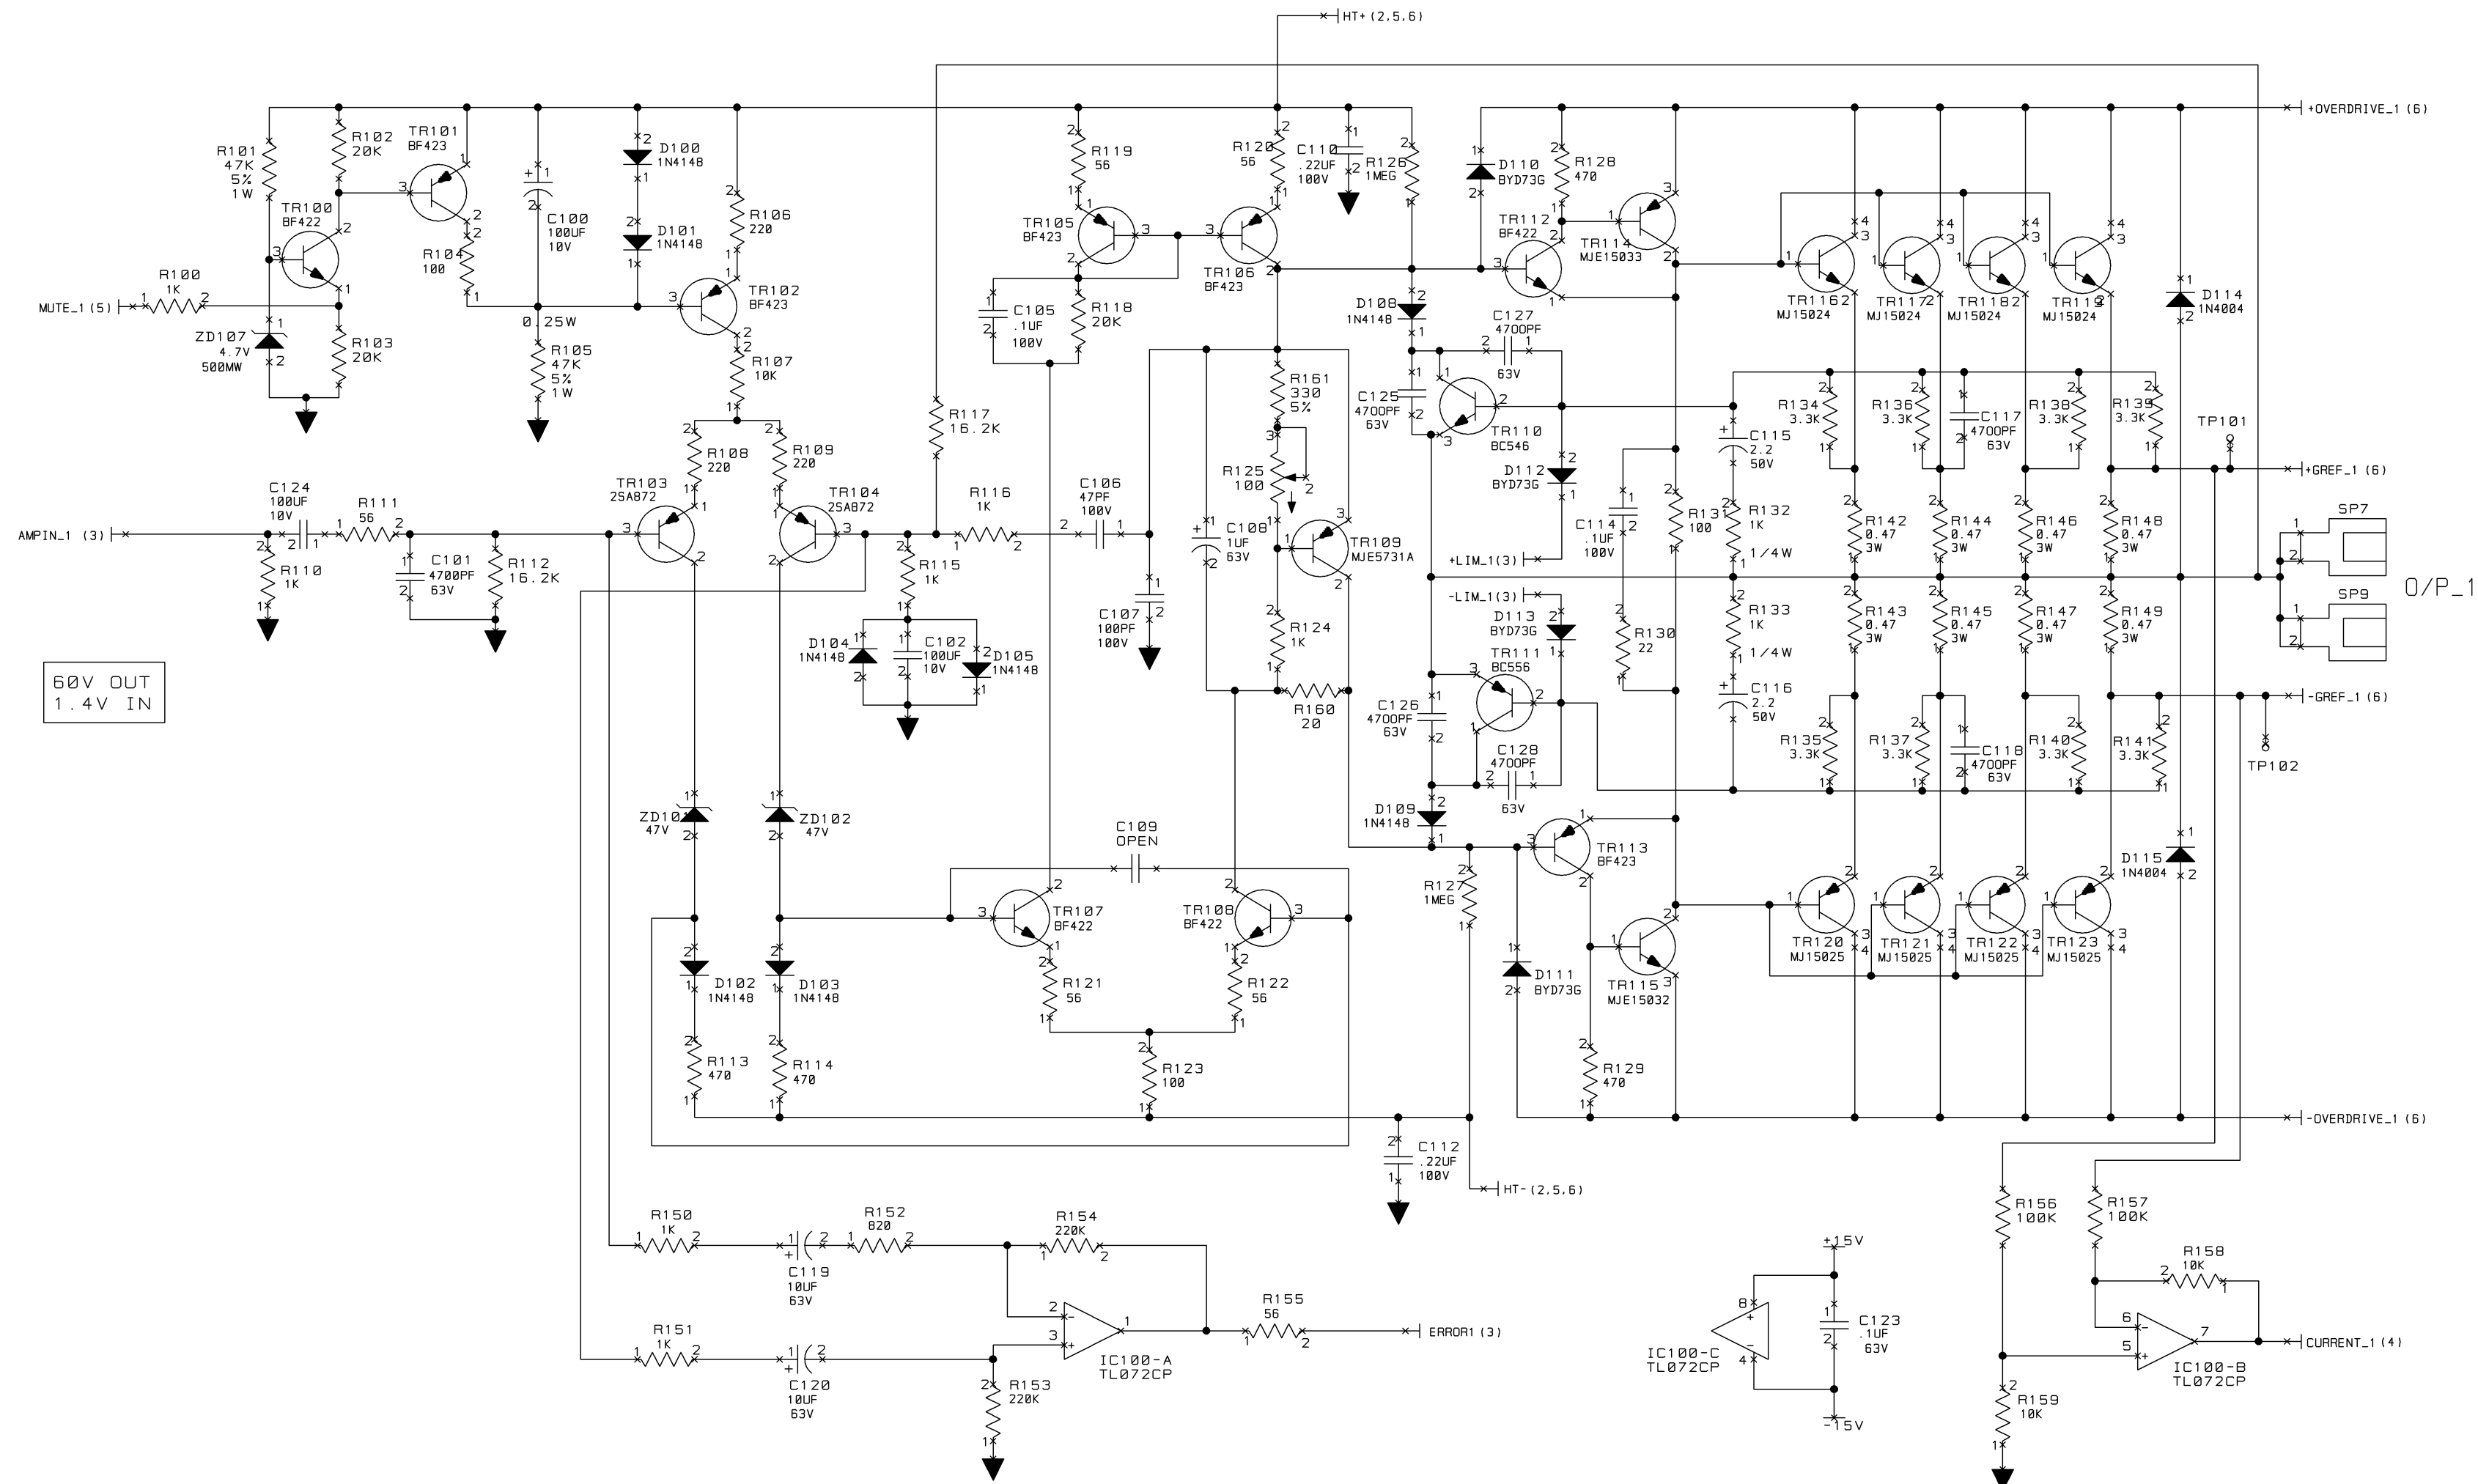 HT+(2,5,6)
+OVERDRIVE_1 (6)
R101
47K
5%
1W
R102
20K
TR101
BF423
TR100
BF422
R104
100
C100
100UF
10V
D100
1N4148
D101
1N4148
R106
220
TR102
BF423
R100
1K
MUTE_1 (5)
ZD107
4.7V
500MW
R103
20K
0.25W
R105
47K
5%
1W
R107
10K
R119
56
R120
56
C110
.22UF
100V
R126
1MEG
TR105
BF423
TR106
BF423
C105
.1UF
100V
R118
20K
D110
BYD73G
R128
470
TR112
BF422
TR114
MJE15033
D108
1N4148
C127
4700PF
63V
C125
4700PF
63V
TR110
BC546
D112
BYD73G
TR116
MJ15024
TR117
MJ15024
TR118
MJ15024
TR119
MJ15024
D114
1N4004
R134
3.3K
R136
3.3K
C117
4700PF
63V
R138
3.3K
R139
3.3K
TP101
+GREF_1 (6)
C115
2.2
50V
R117
16.2K
R161
330
5%
R125
100
R108
220
R109
220
TR103
2SA872
TR104
2SA872
C124
100UF
10V
R111
56
AMPIN_1 (3)
R110
1K
C101
4700PF
63V
R112
16.2K
R116
1K
C106
47PF
100V
C108
1UF
63V
TR109
MJE5731A
R115
1K
C107
100PF
100V
R124
1K
+LIM_1(3)
-LIM_1(3)
C114
.1UF
100V
R131
100
R132
1K
1/4W
R142
0.47
3W
R144
0.47
3W
R146
0.47
3W
R148
0.47
3W
SP7
SP9
O/P_1
R133
1K
1/4W
R143
0.47
3W
R145
0.47
3W
R147
0.47
3W
R149
0.47
3W
D113
BYD73G
R130
22
TR111
BC556
D104
1N4148
C102
100UF
10V
D105
1N4148
60V OUT
1.4V IN
R160
20
C126
4700PF
63V
C128
4700PF
63V
C116
2.2
50V
-GREF_1 (6)
R135
3.3K
R137
3.3K
C118
4700PF
63V
R140
3.3K
R141
3.3K
TP102
ZD101
47V
ZD102
47V
C109
OPEN
D109
1N4148
TR113
BF423
D115
1N4004
TR107
BF422
TR108
BF422
R127
1MEG
D102
1N4148
D103
1N4148
R121
56
R122
56
D111
BYD73G
TR115
MJE15032
TR120
MJ15025
TR121
MJ15025
TR122
MJ15025
TR123
MJ15025
R113
470
R114
470
R123
100
R129
470
-OVERDRIVE_1 (6)
C112
.22UF
100V
HT-(2,5,6)
R150
1K
C119
10UF
63V
R152
820
R154
220K
R151
1K
C120
10UF
63V
R153
220K
IC100-A
TL072CP
R155
56
ERROR1 (3)
+15V
IC100-C
TL072CP
C123
.1UF
63V
-15V
R156
100K
R157
100K
R158
10K
IC100-B
TL072CP
CURRENT_1 (4)
R159
10K